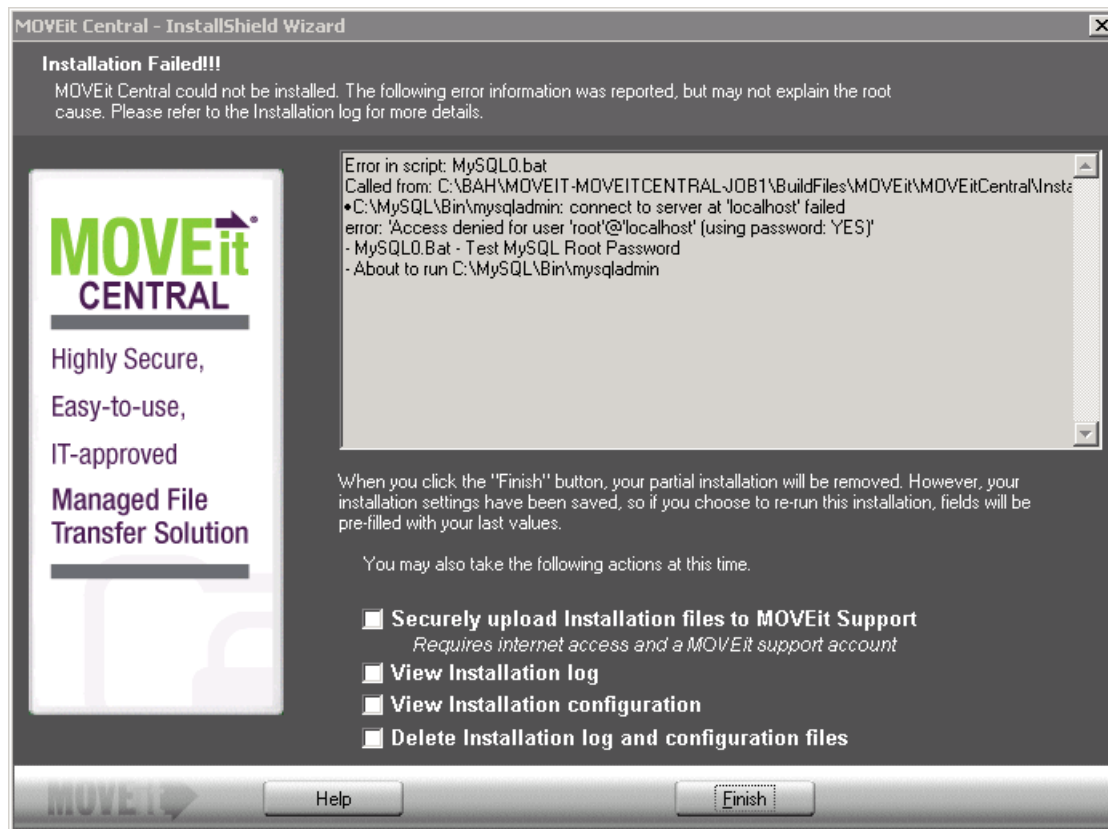 MOVEit Central - InstallShield Wizard
Installation Failed!!!
MOVEit Central could not be installed. The following error information was reported, but may not explain the root
cause. Please refer to the Installation log for more details.
Error in script: MySQL0.bat
Called from: C:\BAH\MOVEIT-MOVEITCENTRAL-JOB1\BuildFiles\MOVEit\MOVEitCentral\Insta
•C:\MySQL\Bin\mysqladmin: connect to server at 'localhost' failed
error: 'Access denied for user 'root'@'localhost' (using password: YES)'
- MySQL0.Bat - Test MySQL Root Password
- About to run C:\MySQL\Bin\mysqladmin
MOVEit®
CENTRAL
Highly Secure,
Easy-to-use,
IT-approved
Managed File
Transfer Solution
When you click the "Finish" button, your partial installation will be removed. However, your
installation settings have been saved, so if you choose to re-run this installation, fields will be
pre-filled with your last values.
You may also take the following actions at this time.
Securely upload Installation files to MOVEit Support
Requires internet access and a MOVEit support account
View Installation log
View Installation configuration
Delete Installation log and configuration files
MOVEit
Help
Finish